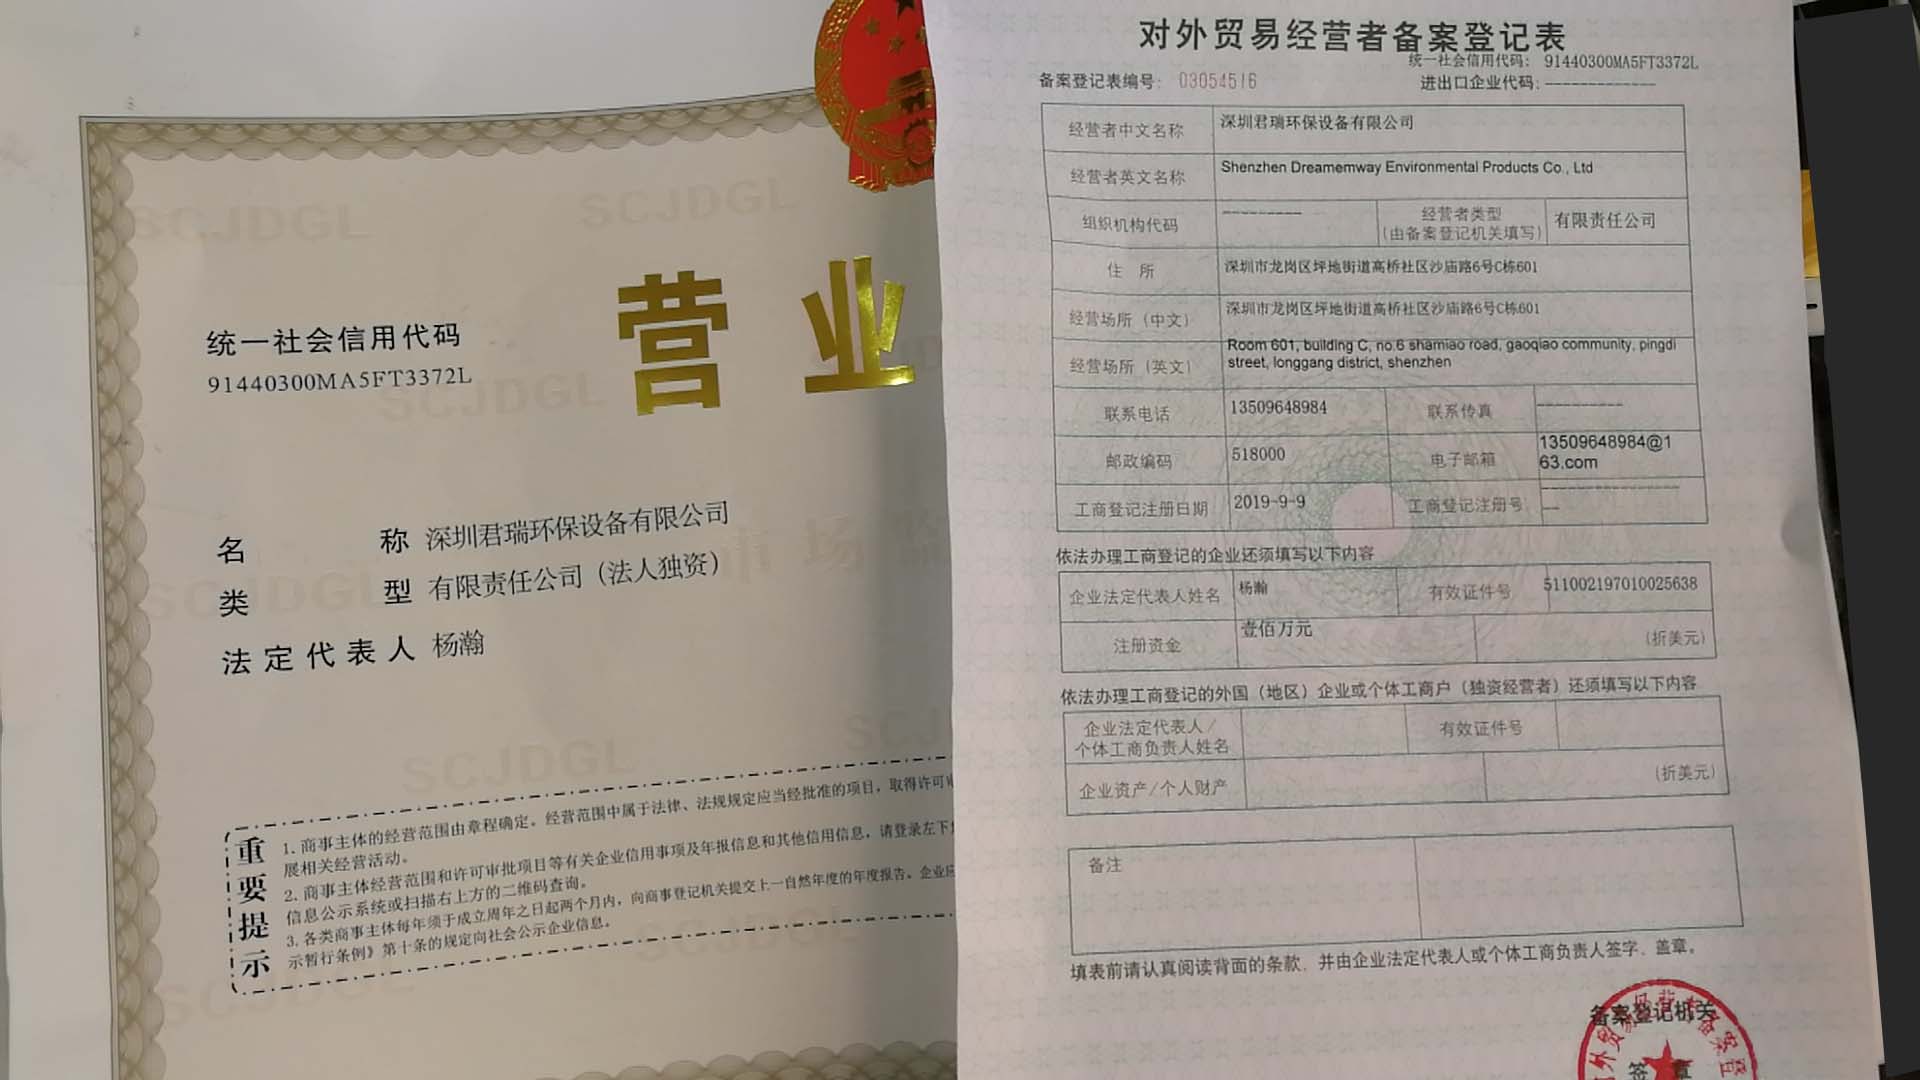 营业
统一社会信用代码
91440300MA5FT3372L
名 称 深圳君瑞环保设备有限公司
类 型 有限责任公司（法人独资）
法定代表人 杨瀚
重要提示
1. 商事主体的经营范围由章程确定。经营范围中属于法律、法规规定应当经批准的项目，取得许可
展相关经营活动。
2. 商事主体经营范围和许可审批项目等有关企业信用事项及年报信息和其他信用信息，请登录左下
信息公示系统或扫描右上方的二维码查询。
3. 各类商事主体每年须于成立周年之日起两个月内，向商事登记机关提交上一自然年度的年度报告。企业应
示暂行条例》第十条的规定向社会公示企业信息。
SCJDGL
对外贸易经营者备案登记表
统一社会信用代码： 91440300MA5FT3372L
备案登记表编号： 03054516 进出口企业代码：-------------
经营者中文名称 深圳君瑞环保设备有限公司
经营者英文名称 Shenzhen Dreamemway Environmental Products Co., Ltd
组织机构代码 --------- 经营者类型 有限责任公司
(由备案登记机关填写)
住 所 深圳市龙岗区坪地街道高桥社区沙庙路6号C栋601
经营场所（中文） 深圳市龙岗区坪地街道高桥社区沙庙路6号C栋601
经营场所（英文） Room 601, building C, no.6 shamiao road, gaoqiao community, pingdi
street, longgang district, shenzhen
联系电话 13509648984 联系传真 ----------
邮政编码 518000 电子邮箱 13509648984@1
63.com
工商登记注册日期 2019-9-9 工商登记注册号 ----------------
依法办理工商登记的企业还须填写以下内容
企业法定代表人姓名 杨瀚 有效证件号 511002197010025638
注册资金 壹佰万元 (折美元)
依法办理工商登记的外国（地区）企业或个体工商户（独资经营者）还须填写以下内容
企业法定代表人/ 有效证件号
个体工商负责人姓名
企业资产/个人财产 (折美元)
备注
填表前请认真阅读背面的条款，并由企业法定代表人或个体工商负责人签字、盖章。
备案登记机关
签 章